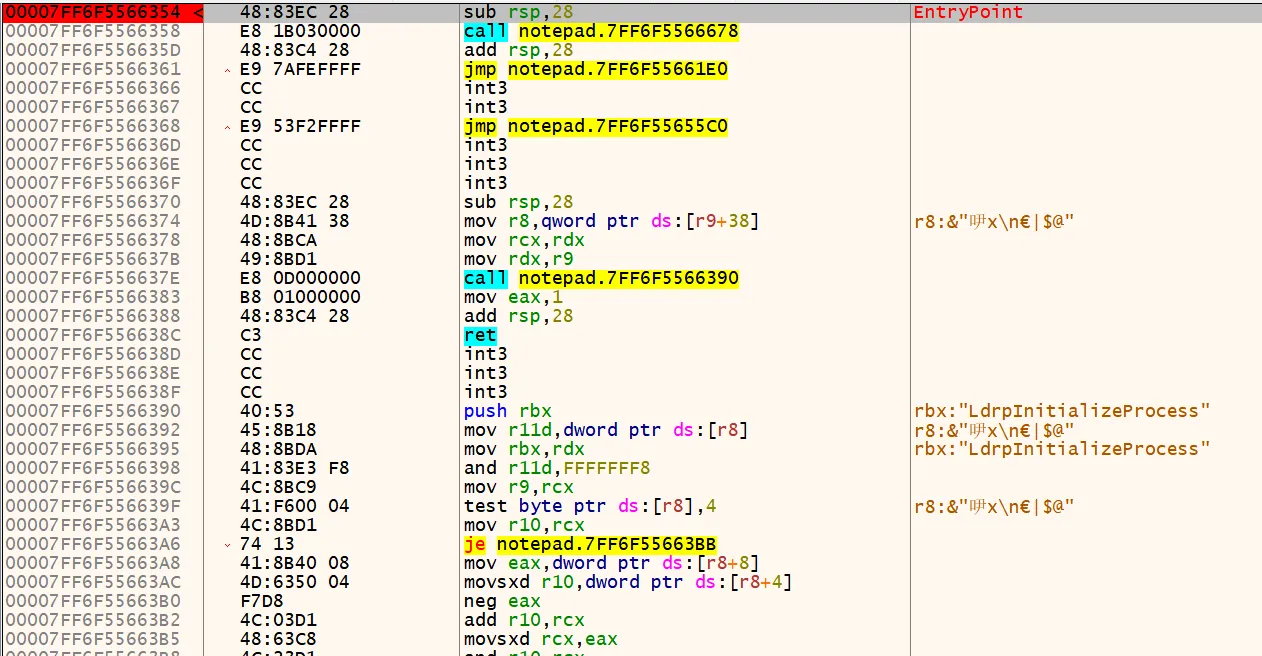 00007FF6F5566354 < 48:83EC 28 sub rsp,28 EntryPoint
00007FF6F5566358 E8 1B030000 call notepad.7FF6F5566678
00007FF6F556635D 48:83C4 28 add rsp,28
00007FF6F5566361 ^ E9 7AFEFFFF jmp notepad.7FF6F55661E0
00007FF6F5566366 CC int3
00007FF6F5566367 CC int3
00007FF6F5566368 ^ E9 53F2FFFF jmp notepad.7FF6F55655C0
00007FF6F556636D CC int3
00007FF6F556636E CC int3
00007FF6F556636F CC int3
00007FF6F5566370 48:83EC 28 sub rsp,28
00007FF6F5566374 4D:8B41 38 mov r8,qword ptr ds:[r9+38] r8:&"咿x\n€|$@"
00007FF6F5566378 48:8BCA mov rcx,rdx
00007FF6F556637B 49:8BD1 mov rdx,r9
00007FF6F556637E E8 0D000000 call notepad.7FF6F5566390
00007FF6F5566383 B8 01000000 mov eax,1
00007FF6F5566388 48:83C4 28 add rsp,28
00007FF6F556638C C3 ret
00007FF6F556638D CC int3
00007FF6F556638E CC int3
00007FF6F556638F CC int3
00007FF6F5566390 40:53 push rbx rbx:"LdrpInitializeProcess"
00007FF6F5566392 45:8B18 mov r11d,dword ptr ds:[r8] r8:&"咿x\n€|$@"
00007FF6F5566395 48:8BDA mov rbx,rdx rbx:"LdrpInitializeProcess"
00007FF6F5566398 41:83E3 F8 and r11d,FFFFFFF8
00007FF6F556639C 4C:8BC9 mov r9,rcx
00007FF6F556639F 41:F600 04 test byte ptr ds:[r8],4 r8:&"咿x\n€|$@"
00007FF6F55663A3 4C:8BD1 mov r10,rcx
00007FF6F55663A6 74 13 je notepad.7FF6F55663BB
00007FF6F55663A8 41:8B40 08 mov eax,dword ptr ds:[r8+8]
00007FF6F55663AC 4D:6350 04 movsxd r10,dword ptr ds:[r8+4]
00007FF6F55663B0 F7D8 neg eax
00007FF6F55663B2 4C:03D1 add r10,rcx
00007FF6F55663B5 48:63C8 movsxd rcx,eax